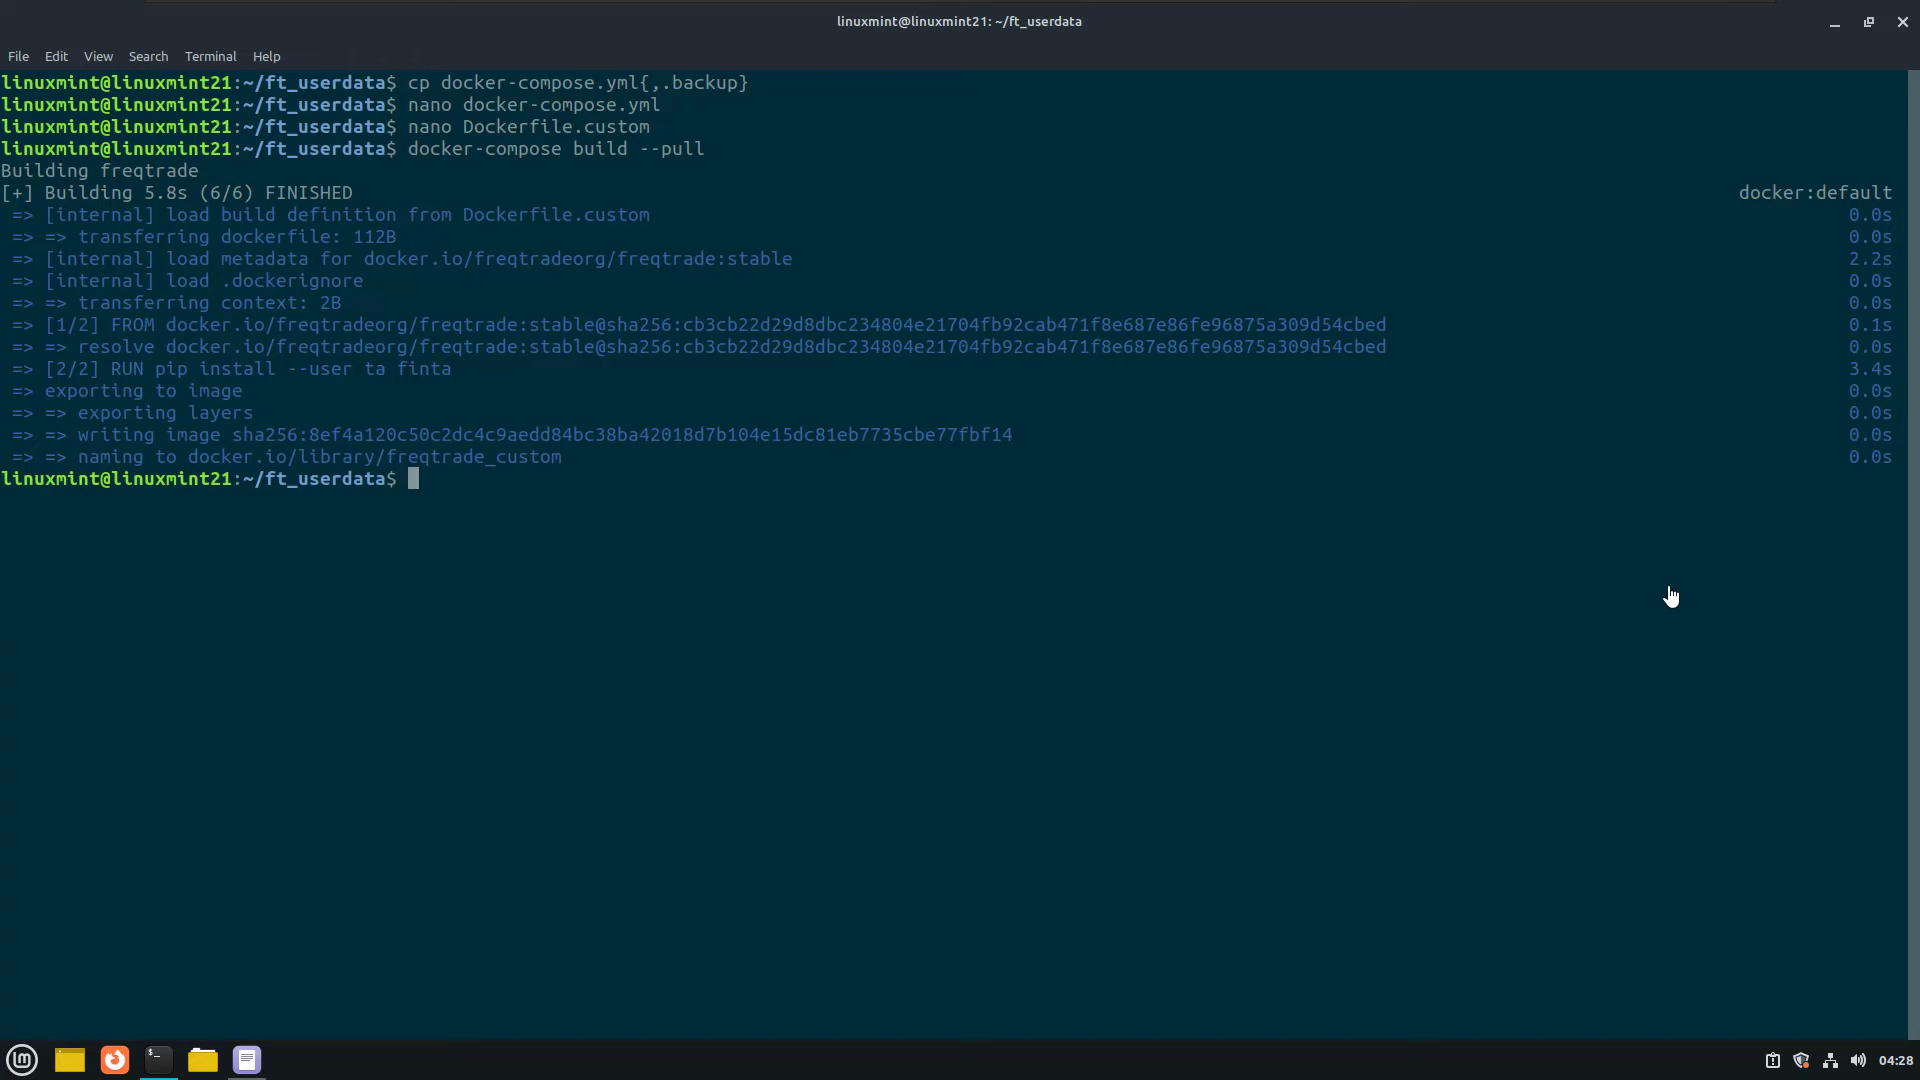 linuxmint@linuxmint21: ~/ft_userdata
File Edit View Search Terminal Help
linuxmint@linuxmint21:~/ft_userdata$ cp docker-compose.yml{,.backup}
linuxmint@linuxmint21:~/ft_userdata$ nano docker-compose.yml
linuxmint@linuxmint21:~/ft_userdata$ nano Dockerfile.custom
linuxmint@linuxmint21:~/ft_userdata$ docker-compose build --pull
Building freqtrade
[+] Building 5.8s (6/6) FINISHED docker:default
=> [internal] load build definition from Dockerfile.custom 0.0s
=> => transferring dockerfile: 112B 0.0s
=> [internal] load metadata for docker.io/freqtradeorg/freqtrade:stable 2.2s
=> [internal] load .dockerignore 0.0s
=> => transferring context: 2B 0.0s
=> [1/2] FROM docker.io/freqtradeorg/freqtrade:stable@sha256:cb3cb22d29d8dbc234804e21704fb92cab471f8e687e86fe96875a309d54cbed 0.1s
=> => resolve docker.io/freqtradeorg/freqtrade:stable@sha256:cb3cb22d29d8dbc234804e21704fb92cab471f8e687e86fe96875a309d54cbed 0.0s
=> [2/2] RUN pip install --user ta finta 3.4s
=> exporting to image 0.0s
=> => exporting layers 0.0s
=> => writing image sha256:8ef4a120c50c2dc4c9aedd84bc38ba42018d7b104e15dc81eb7735cbe77fbf14 0.0s
=> => naming to docker.io/library/freqtrade_custom 0.0s
linuxmint@linuxmint21:~/ft_userdata$
04:28